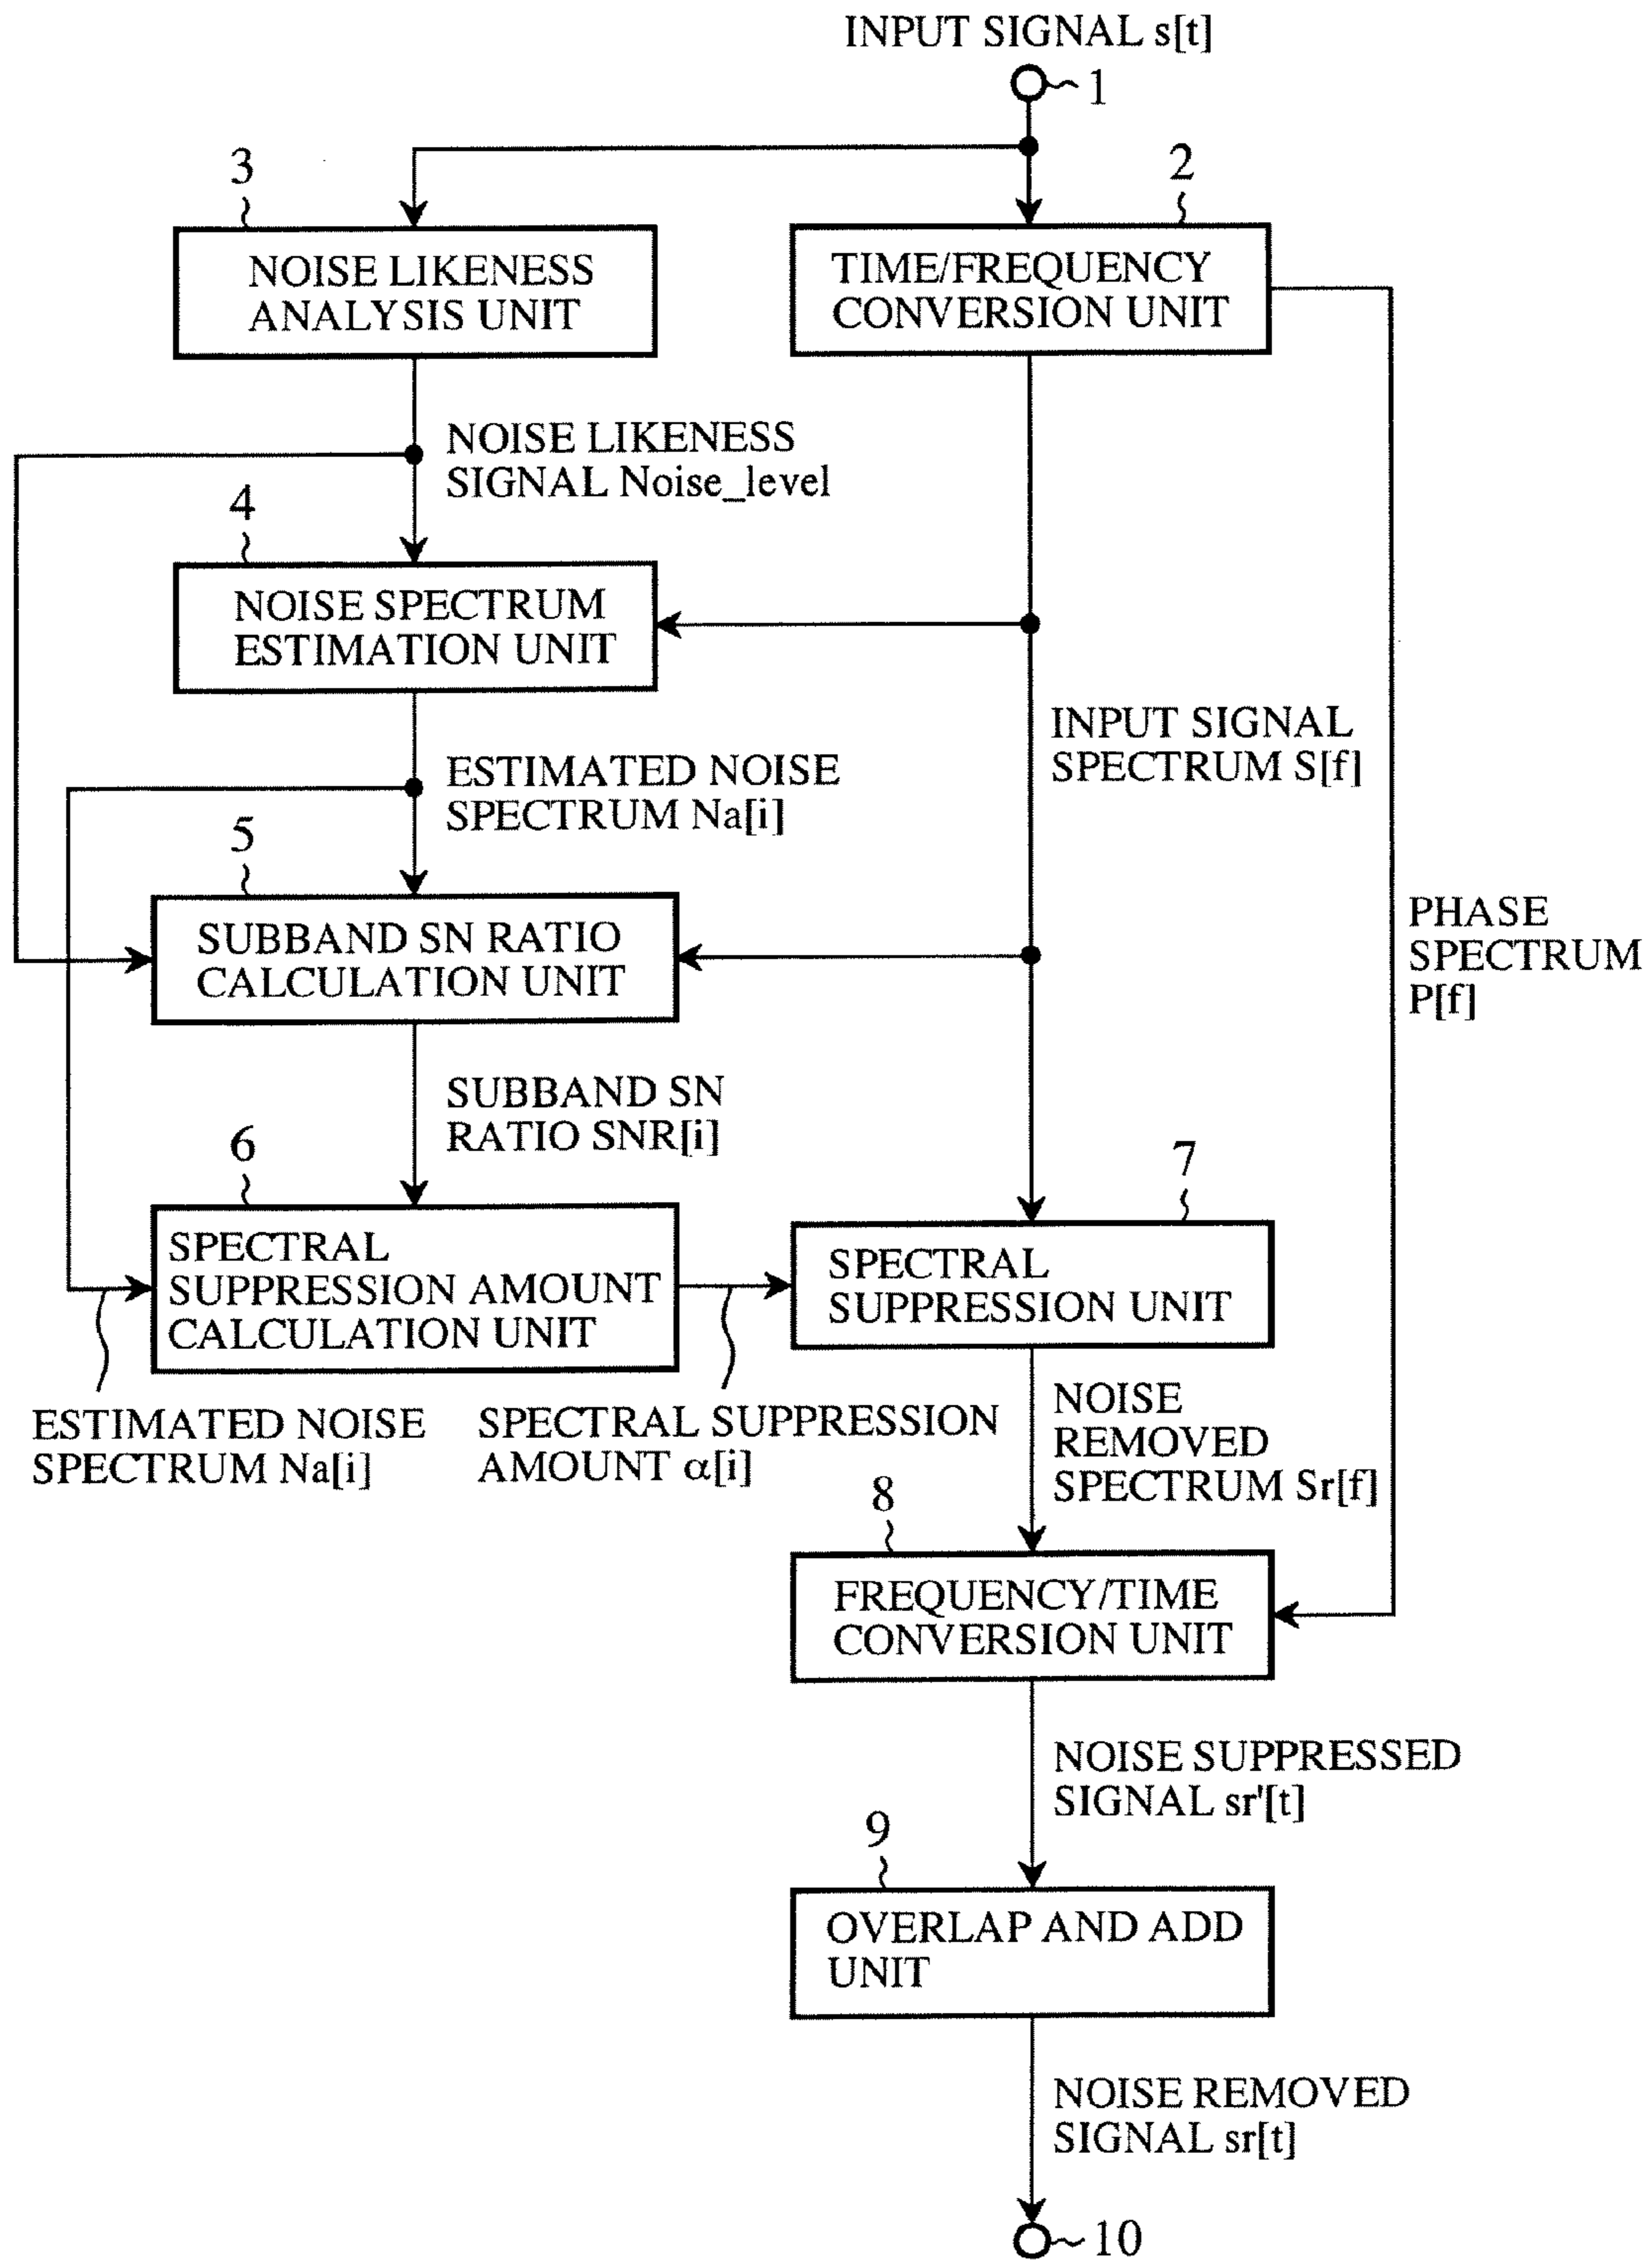 INPUT SIGNAL s[t]
1
3
2
NOISE LIKENESS
ANALYSIS UNIT
TIME/FREQUENCY
CONVERSION UNIT
NOISE LIKENESS
SIGNAL Noise_level
4
NOISE SPECTRUM
ESTIMATION UNIT
INPUT SIGNAL
SPECTRUM S[f]
ESTIMATED NOISE
SPECTRUM Na[i]
5
SUBBAND SN RATIO
CALCULATION UNIT
PHASE
SPECTRUM
P[f]
SUBBAND SN
RATIO SNR[i]
6
7
SPECTRAL
SUPPRESSION AMOUNT
CALCULATION UNIT
SPECTRAL
SUPPRESSION UNIT
ESTIMATED NOISE
SPECTRUM Na[i]
SPECTRAL SUPPRESSION
AMOUNT α[i]
NOISE
REMOVED
SPECTRUM Sr[f]
8
FREQUENCY/TIME
CONVERSION UNIT
NOISE SUPPRESSED
SIGNAL sr'[t]
9
OVERLAP AND ADD
UNIT
NOISE REMOVED
SIGNAL sr[t]
10